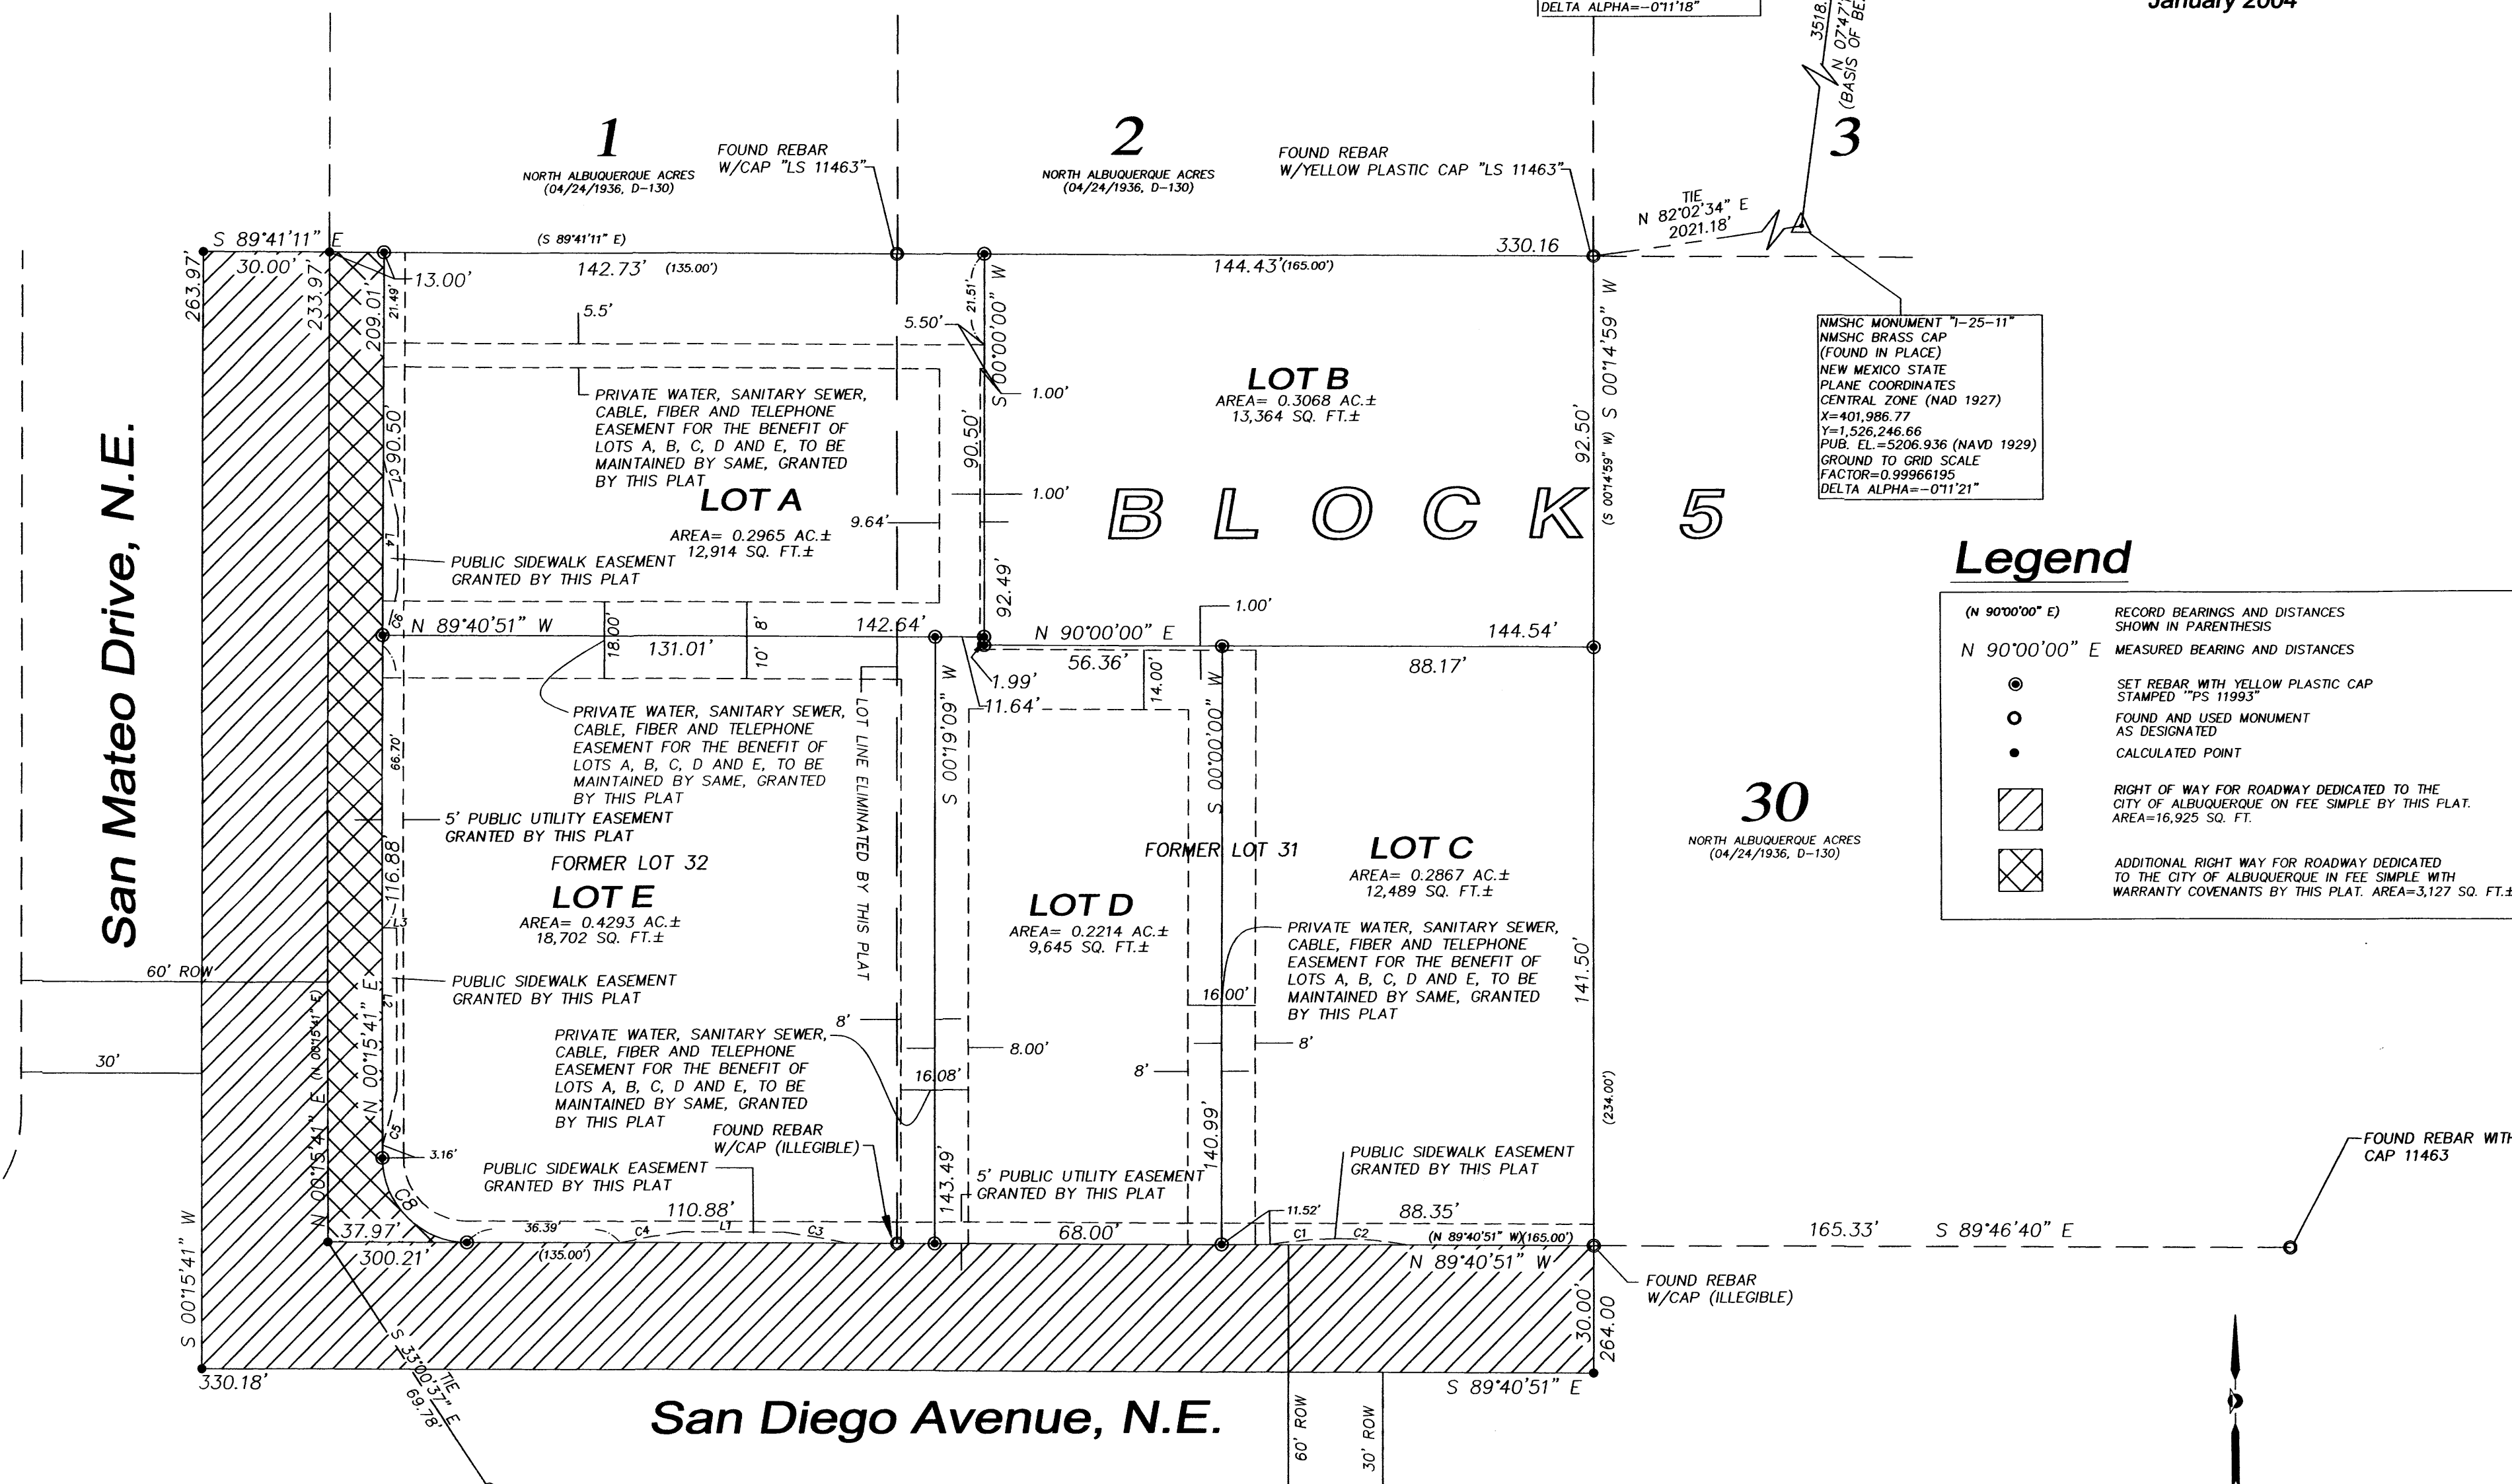 DELTA ALPHA=-0°11'18"
January 2004
3518.
N 07°47'
(BASIS OF BE
1
NORTH ALBUQUERQUE ACRES
(04/24/1936, D-130)
FOUND REBAR
W/CAP "LS 11463"
2
NORTH ALBUQUERQUE ACRES
(04/24/1936, D-130)
FOUND REBAR
W/YELLOW PLASTIC CAP "LS 11463"
3
TIE
N 82°02'34" E
2021.18'
S 89°41'11" E
30.00'
13.00'
(S 89°41'11" E)
142.73' (135.00')
144.43'(165.00')
330.16
263.97'
233.97'
209.01'
21.49'
5.5'
5.50'
21.51'
S 00°00'00" W
1.00'
90.50'
90.50'
1.00'
9.64'
92.49'
PRIVATE WATER, SANITARY SEWER,
CABLE, FIBER AND TELEPHONE
EASEMENT FOR THE BENEFIT OF
LOTS A, B, C, D AND E, TO BE
MAINTAINED BY SAME, GRANTED
BY THIS PLAT
LOT A
AREA= 0.2965 AC.±
12,914 SQ. FT.±
PUBLIC SIDEWALK EASEMENT
GRANTED BY THIS PLAT
LOT B
AREA= 0.3068 AC.±
13,364 SQ. FT.±
BLOCK 5
S 00°14'59" W
(S 00°14'59" W)
92.50'
NMSHC MONUMENT "I-25-11"
NMSHC BRASS CAP
(FOUND IN PLACE)
NEW MEXICO STATE
PLANE COORDINATES
CENTRAL ZONE (NAD 1927)
X=401,986.77
Y=1,526,246.66
PUB. EL.=5206.936 (NAVD 1929)
GROUND TO GRID SCALE
FACTOR=0.99966195
DELTA ALPHA=-0°11'21"
San Mateo Drive, N.E.
L4
C7
C6
N 89°40'51" W
142.64'
131.01'
18.00'
8'
10'
N 90°00'00" E
1.00'
144.54'
56.36'
88.17'
1.99'
11.64'
14.00'
Legend
(N 90°00'00" E) RECORD BEARINGS AND DISTANCES
SHOWN IN PARENTHESIS
N 90°00'00" E MEASURED BEARING AND DISTANCES
SET REBAR WITH YELLOW PLASTIC CAP
STAMPED '"PS 11993"
FOUND AND USED MONUMENT
AS DESIGNATED
CALCULATED POINT
RIGHT OF WAY FOR ROADWAY DEDICATED TO THE
CITY OF ALBUQUERQUE ON FEE SIMPLE BY THIS PLAT.
AREA=16,925 SQ. FT.
ADDITIONAL RIGHT WAY FOR ROADWAY DEDICATED
TO THE CITY OF ALBUQUERQUE IN FEE SIMPLE WITH
WARRANTY COVENANTS BY THIS PLAT. AREA=3,127 SQ. FT.±
PRIVATE WATER, SANITARY SEWER,
CABLE, FIBER AND TELEPHONE
EASEMENT FOR THE BENEFIT OF
LOTS A, B, C, D AND E, TO BE
MAINTAINED BY SAME, GRANTED
BY THIS PLAT
66.70'
5' PUBLIC UTILITY EASEMENT
GRANTED BY THIS PLAT
LOT LINE ELIMINATED BY THIS PLAT
S 00°19'09" W
S 00°00'00" W
FORMER LOT 32
LOT E
AREA= 0.4293 AC.±
18,702 SQ. FT.±
116.88'
L3
L2
FORMER LOT 31
LOT D
AREA= 0.2214 AC.±
9,645 SQ. FT.±
LOT C
AREA= 0.2867 AC.±
12,489 SQ. FT.±
30
NORTH ALBUQUERQUE ACRES
(04/24/1936, D-130)
PRIVATE WATER, SANITARY SEWER,
CABLE, FIBER AND TELEPHONE
EASEMENT FOR THE BENEFIT OF
LOTS A, B, C, D AND E, TO BE
MAINTAINED BY SAME, GRANTED
BY THIS PLAT
141.50'
(234.00')
60' ROW
30'
PUBLIC SIDEWALK EASEMENT
GRANTED BY THIS PLAT
N 00°15'41" E
(N 00°15'41" E)
N 00°15'41" E
PRIVATE WATER, SANITARY SEWER,
CABLE, FIBER AND TELEPHONE
EASEMENT FOR THE BENEFIT OF
LOTS A, B, C, D AND E, TO BE
MAINTAINED BY SAME, GRANTED
BY THIS PLAT
8'
8.00'
16.08'
16.00'
8'
8'
FOUND REBAR
W/CAP (ILLEGIBLE)
C5
3.16'
PUBLIC SIDEWALK EASEMENT
GRANTED BY THIS PLAT
143.49'
5' PUBLIC UTILITY EASEMENT
GRANTED BY THIS PLAT
140.99'
PUBLIC SIDEWALK EASEMENT
GRANTED BY THIS PLAT
FOUND REBAR WITH
CAP 11463
C8
37.97'
300.21'
36.39'
(135.00')
110.88'
C4
L1
C3
68.00'
11.52'
88.35'
C1
C2
(N 89°40'51" W)(165.00')
N 89°40'51" W
165.33'
S 89°46'40" E
FOUND REBAR
W/CAP (ILLEGIBLE)
S 00°15'41" W
30.00'
264.00
330.18'
S 89°40'51" E
TIE
S 33°00'37" E
69.78'
San Diego Avenue, N.E.
60' ROW
30' ROW